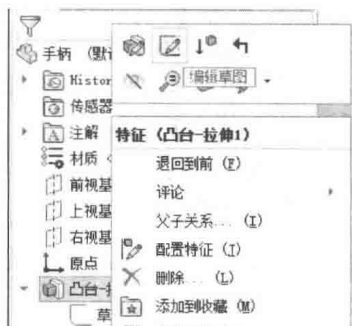 手柄 (默
Histor
传感器
注解
材质
前视基
上视基
右视基
原点
凸台-拉
草
编辑草图
特征 (凸台-拉伸1)
退回到前 (F)
评论
父子关系... (I)
配置特征 (I)
删除... (L)
添加到收藏 (M)